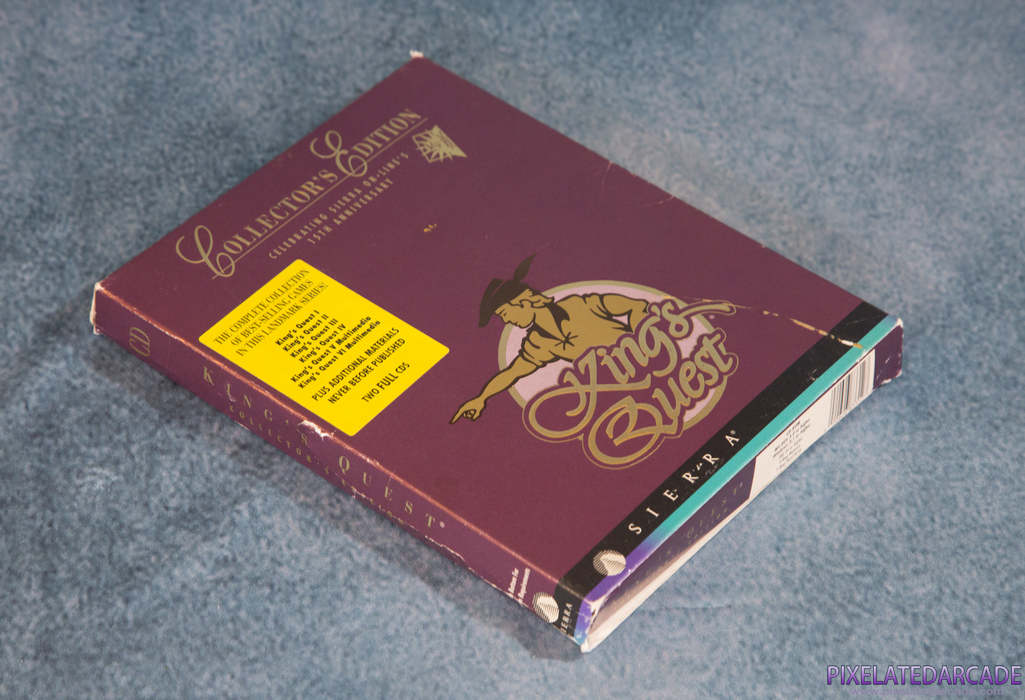 COLLECTOR'S EDITION
CELEBRATING SIERRA ON-LINE'S
15TH ANNIVERSARY
THE COMPLETE COLLECTION
OF BEST-SELLING GAMES
IN THIS LANDMARK SERIES:
King's Quest I
King's Quest II
King's Quest III
King's Quest IV
King's Quest V Multimedia
King's Quest VI Multimedia
PLUS ADDITIONAL MATERIALS
NEVER BEFORE PUBLISHED
TWO FULL CDS
King's
Quest
SIERRA®
CD
KING'S QUEST®
COLLECTOR'S EDITION
SIERRA
PIXELATEDARCADE